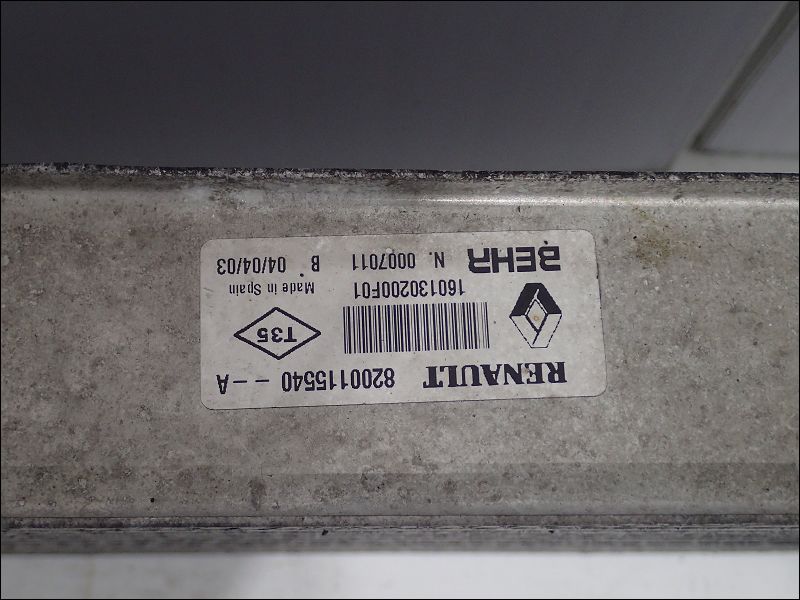 RENAULT 8200115540 - - A
T35
160130200F01
Made in Spain
BEHR N. 0007011 B 04/04/03